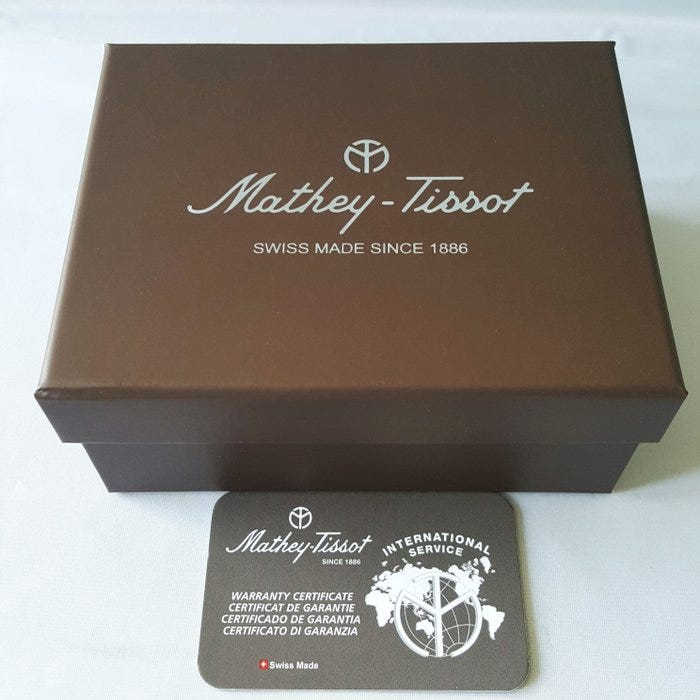 Mathey-Tissot
SWISS MADE SINCE 1886
Mathey-Tissot
SINCE 1886
INTERNATIONAL
SERVICE
WARRANTY CERTIFICATE
CERTIFICAT DE GARANTIE
CERTIFICADO DE GARANTIA
CERTIFICATO DI GARANZIA
Swiss Made